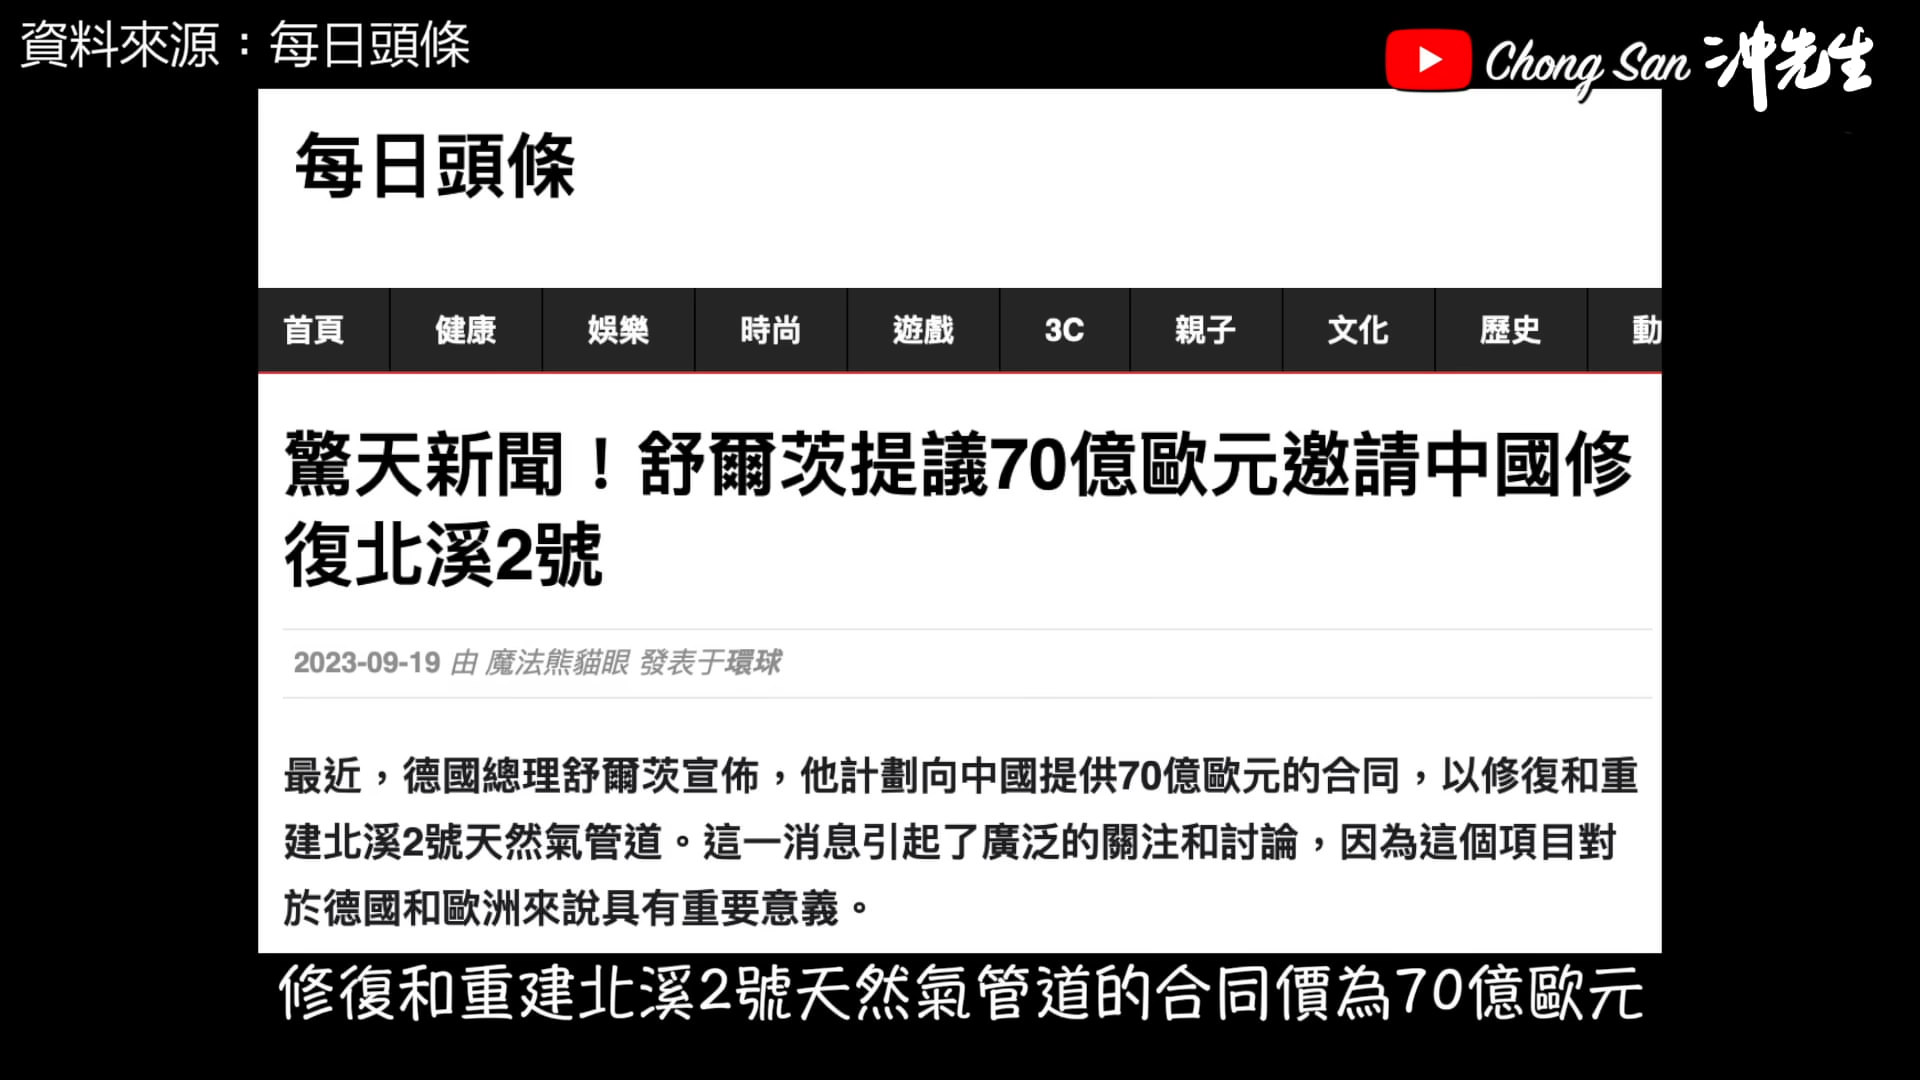 資料來源：每日頭條
Chong San 沖先生
每日頭條
首頁 健康 娛樂 時尚 遊戲 3C 親子 文化 歷史 動
驚天新聞！舒爾茨提議70億歐元邀請中國修
復北溪2號
2023-09-19 由 魔法熊貓眼 發表于環球
最近，德國總理舒爾茨宣佈，他計劃向中國提供70億歐元的合同，以修復和重
建北溪2號天然氣管道。這一消息引起了廣泛的關注和討論，因為這個項目對
於德國和歐洲來說具有重要意義。
修復和重建北溪2號天然氣管道的合同價為70億歐元